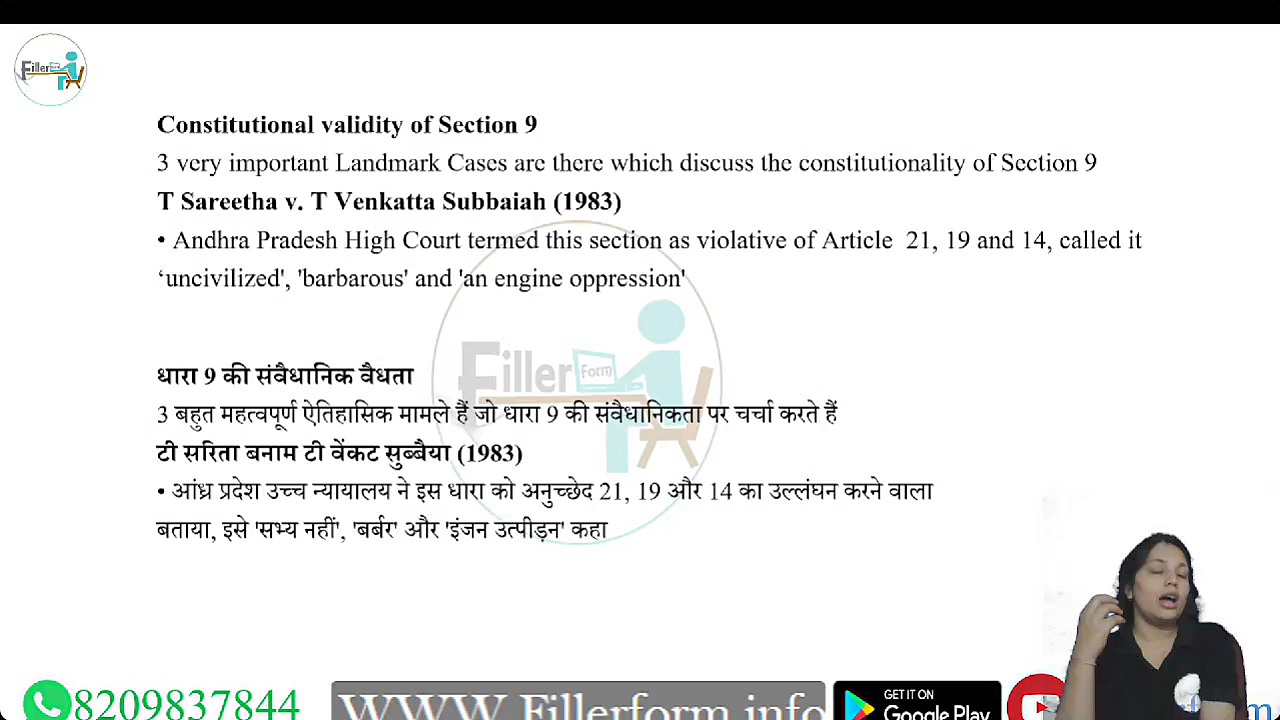 Filler
Constitutional validity of Section 9
3 very important Landmark Cases are there which discuss the constitutionality of Section 9
T Sareetha v. T Venkatta Subbaiah (1983)
• Andhra Pradesh High Court termed this section as violative of Article 21, 19 and 14, called it
‘uncivilized', 'barbarous' and 'an engine oppression'
Filler Form
धारा 9 की संवैधानिक वैधता
3 बहुत महत्वपूर्ण ऐतिहासिक मामले हैं जो धारा 9 की संवैधानिकता पर चर्चा करते हैं
टी सरिता बनाम टी वेंकट सुब्बैया (1983)
• आंध्र प्रदेश उच्च न्यायालय ने इस धारा को अनुच्छेद 21, 19 और 14 का उल्लंघन करने वाला
बताया, इसे 'सभ्य नहीं', 'बर्बर' और 'इंजन उत्पीड़न' कहा
8209837844
WWW.Fillerform.info
GET IT ON
Google Play